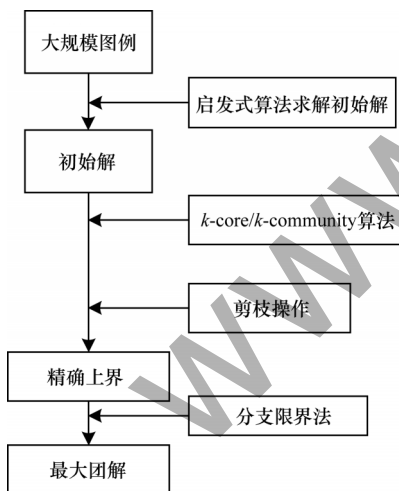 大规模图例
启发式算法求解初始解
初始解
k-core/k-community算法
剪枝操作
精确上界
分支限界法
最大团解
WWW